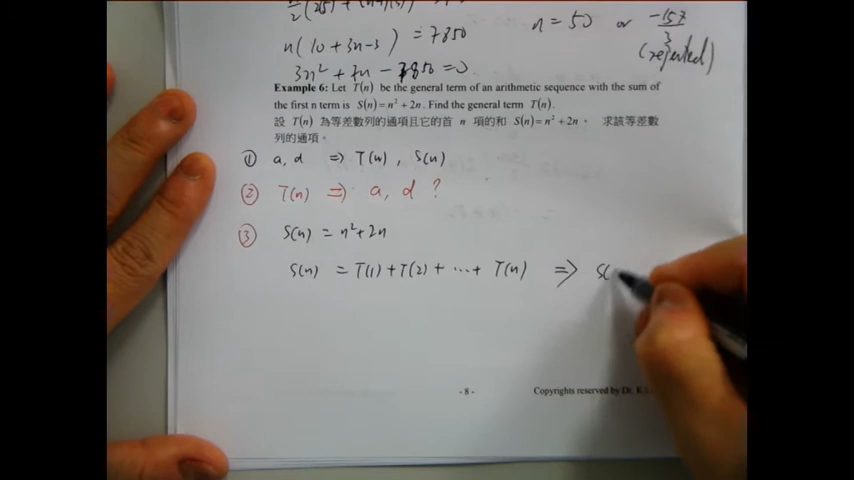 n(10+3n-3) = 7850
n = 50 or -157/3
3n² + 7n - 7850 = 0
(rejected)
Example 6: Let T(n) be the general term of an arithmetic sequence with the sum of
the first n term is S(n) = n² + 2n. Find the general term T(n).
設 T(n) 為等差數列的通項且它的首 n 項的和 S(n) = n² + 2n。 求該等差數
列的通項。
① a, d ⇒ T(n), S(n)
② T(n) ⇒ a, d ?
③ S(n) = n² + 2n
S(n) = T(1) + T(2) + ... + T(n) ⇒ S(
- 8 - Copyrights reserved by Dr.